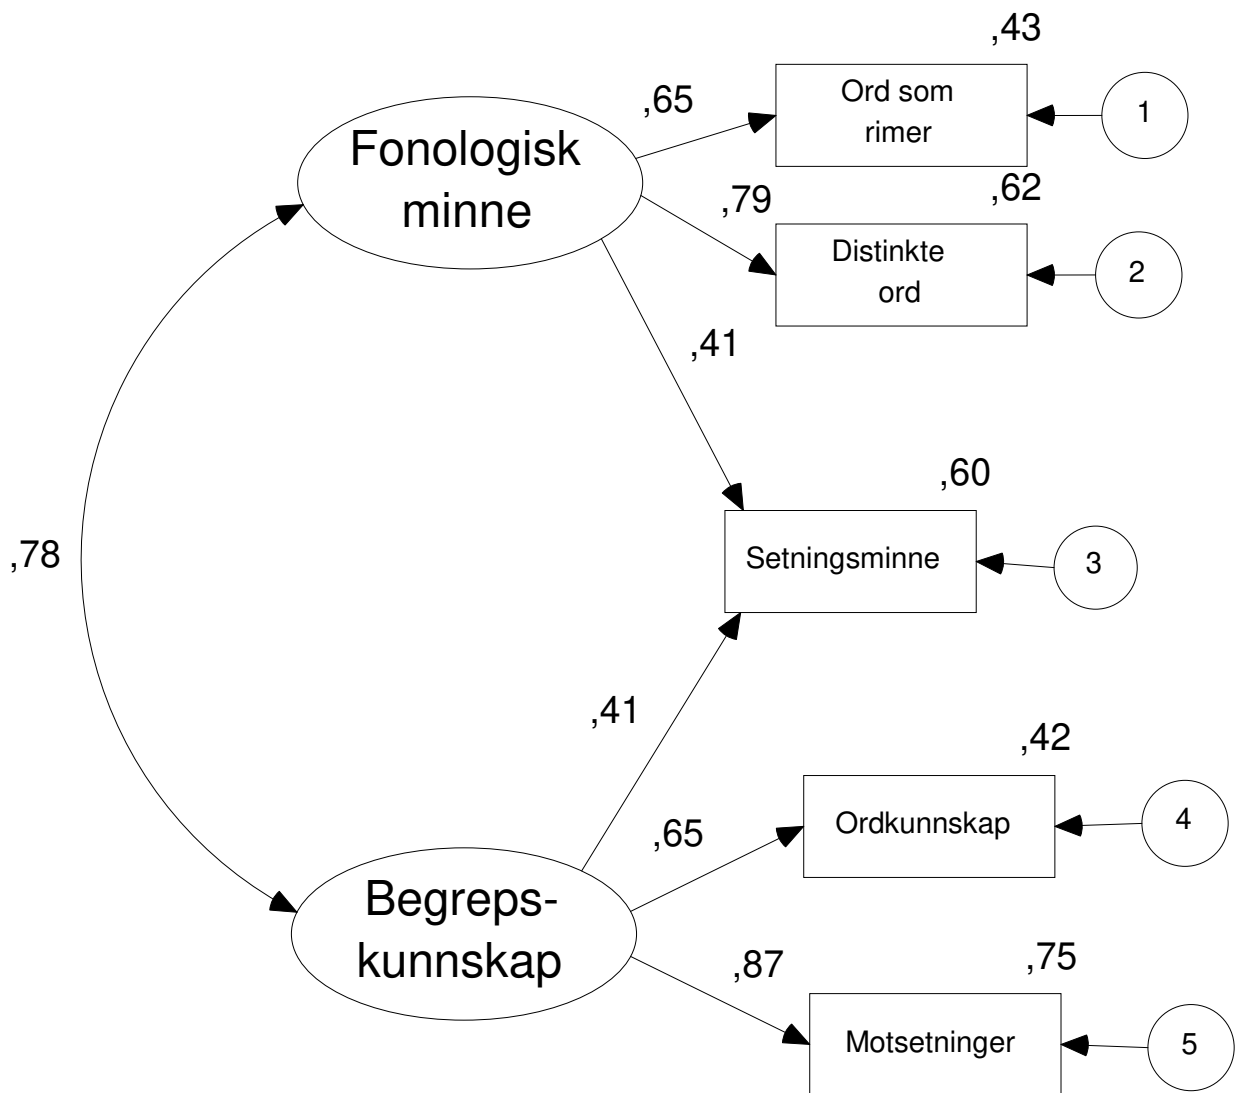 ,43
,65
Ord som
rimer
1
Fonologisk
minne
,79
,62
Distinkte
ord
2
,41
,60
,78
Setningsminne
3
,41
,42
,65
Ordkunnskap
4
Begreps-
kunnskap
,87
,75
Motsetninger
5